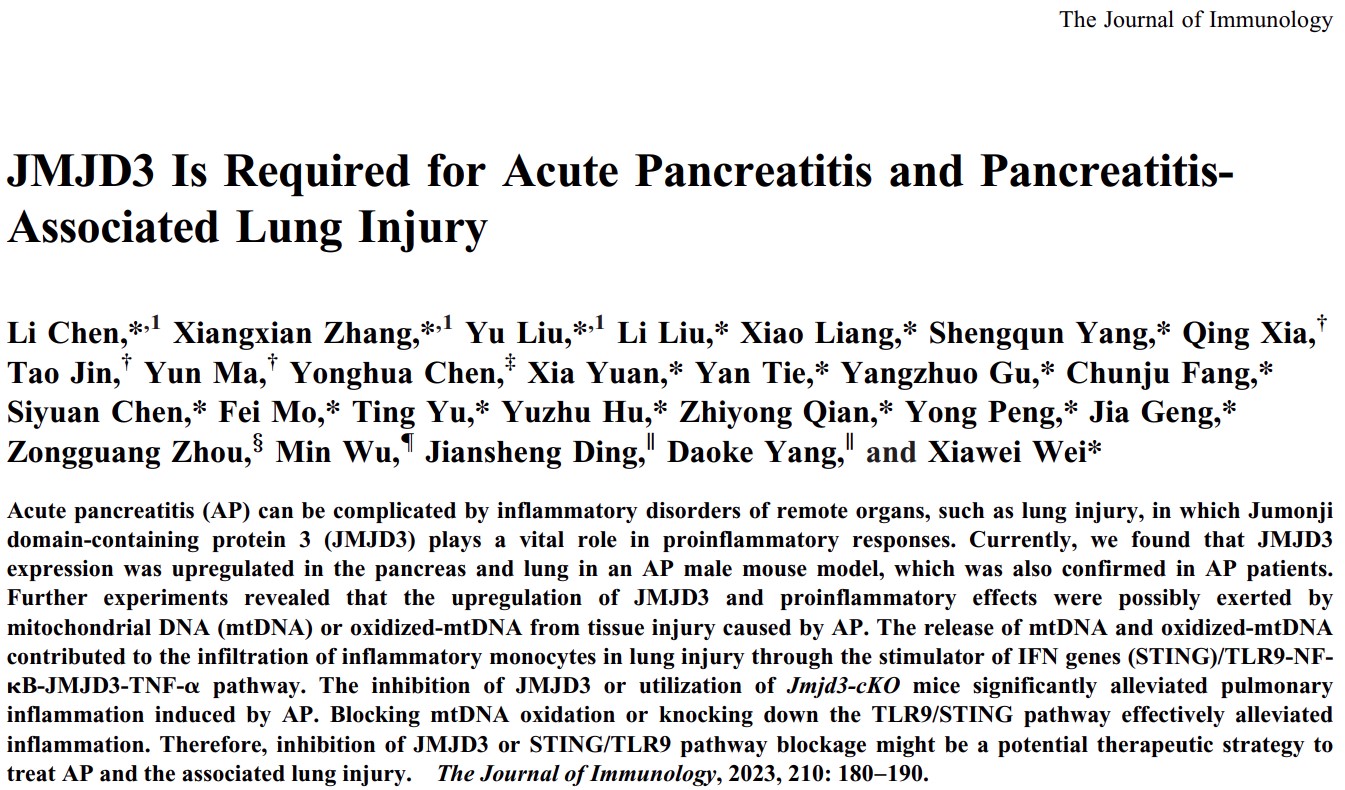 The Journal of Immunology
JMJD3 Is Required for Acute Pancreatitis and Pancreatitis-
Associated Lung Injury
Li Chen,*,1 Xiangxian Zhang,*,1 Yu Liu,*,1 Li Liu,* Xiao Liang,* Shengqun Yang,* Qing Xia,†
Tao Jin,† Yun Ma,† Yonghua Chen,‡ Xia Yuan,* Yan Tie,* Yangzhuo Gu,* Chunju Fang,*
Siyuan Chen,* Fei Mo,* Ting Yu,* Yuzhu Hu,* Zhiyong Qian,* Yong Peng,* Jia Geng,*
Zongguang Zhou,§ Min Wu,¶ Jiansheng Ding,‖ Daoke Yang,‖ and Xiawei Wei*
Acute pancreatitis (AP) can be complicated by inflammatory disorders of remote organs, such as lung injury, in which Jumonji
domain-containing protein 3 (JMJD3) plays a vital role in proinflammatory responses. Currently, we found that JMJD3
expression was upregulated in the pancreas and lung in an AP male mouse model, which was also confirmed in AP patients.
Further experiments revealed that the upregulation of JMJD3 and proinflammatory effects were possibly exerted by
mitochondrial DNA (mtDNA) or oxidized-mtDNA from tissue injury caused by AP. The release of mtDNA and oxidized-mtDNA
contributed to the infiltration of inflammatory monocytes in lung injury through the stimulator of IFN genes (STING)/TLR9-NF-
κB-JMJD3-TNF-α pathway. The inhibition of JMJD3 or utilization of Jmjd3-cKO mice significantly alleviated pulmonary
inflammation induced by AP. Blocking mtDNA oxidation or knocking down the TLR9/STING pathway effectively alleviated
inflammation. Therefore, inhibition of JMJD3 or STING/TLR9 pathway blockage might be a potential therapeutic strategy to
treat AP and the associated lung injury. The Journal of Immunology, 2023, 210: 180–190.